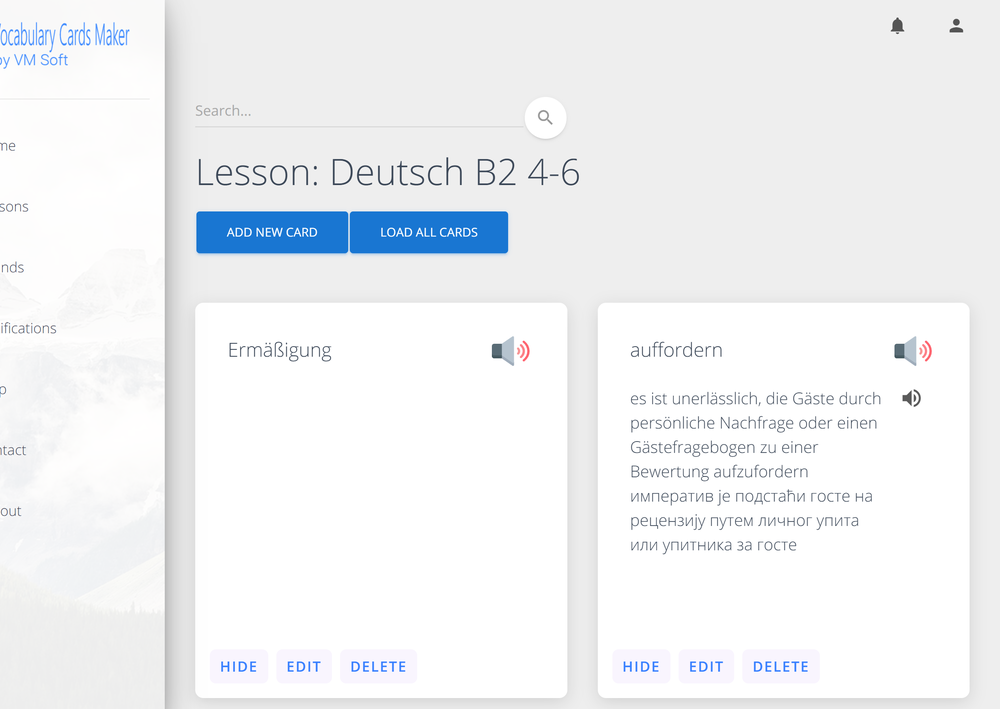 ocabulary Cards Maker
by VM Soft
me
sons
nds
ifications
p
ntact
out
Search...
Lesson: Deutsch B2 4-6
ADD NEW CARD
LOAD ALL CARDS
Ermäßigung
HIDE EDIT DELETE
auffordern
es ist unerlässlich, die Gäste durch
persönliche Nachfrage oder einen
Gästefragebogen zu einer
Bewertung aufzufordern
императив је подстаћи госте на
рецензију путем личног упита
или упитника за госте
HIDE EDIT DELETE